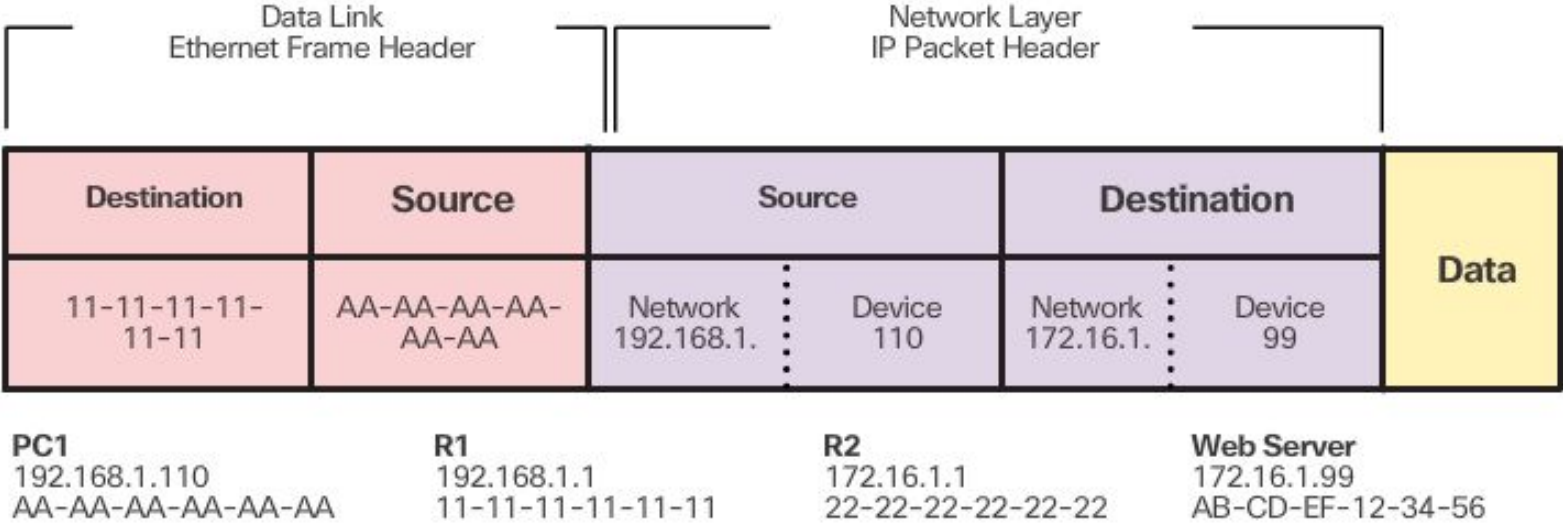 Data Link
Ethernet Frame Header
Network Layer
IP Packet Header
Destination
Source
Source
Destination
Data
11-11-11-11-
11-11
AA-AA-AA-AA-
AA-AA
Network
192.168.1.
Device
110
Network
172.16.1.
Device
99
PC1
192.168.1.110
AA-AA-AA-AA-AA-AA
R1
192.168.1.1
11-11-11-11-11-11
R2
172.16.1.1
22-22-22-22-22-22
Web Server
172.16.1.99
AB-CD-EF-12-34-56